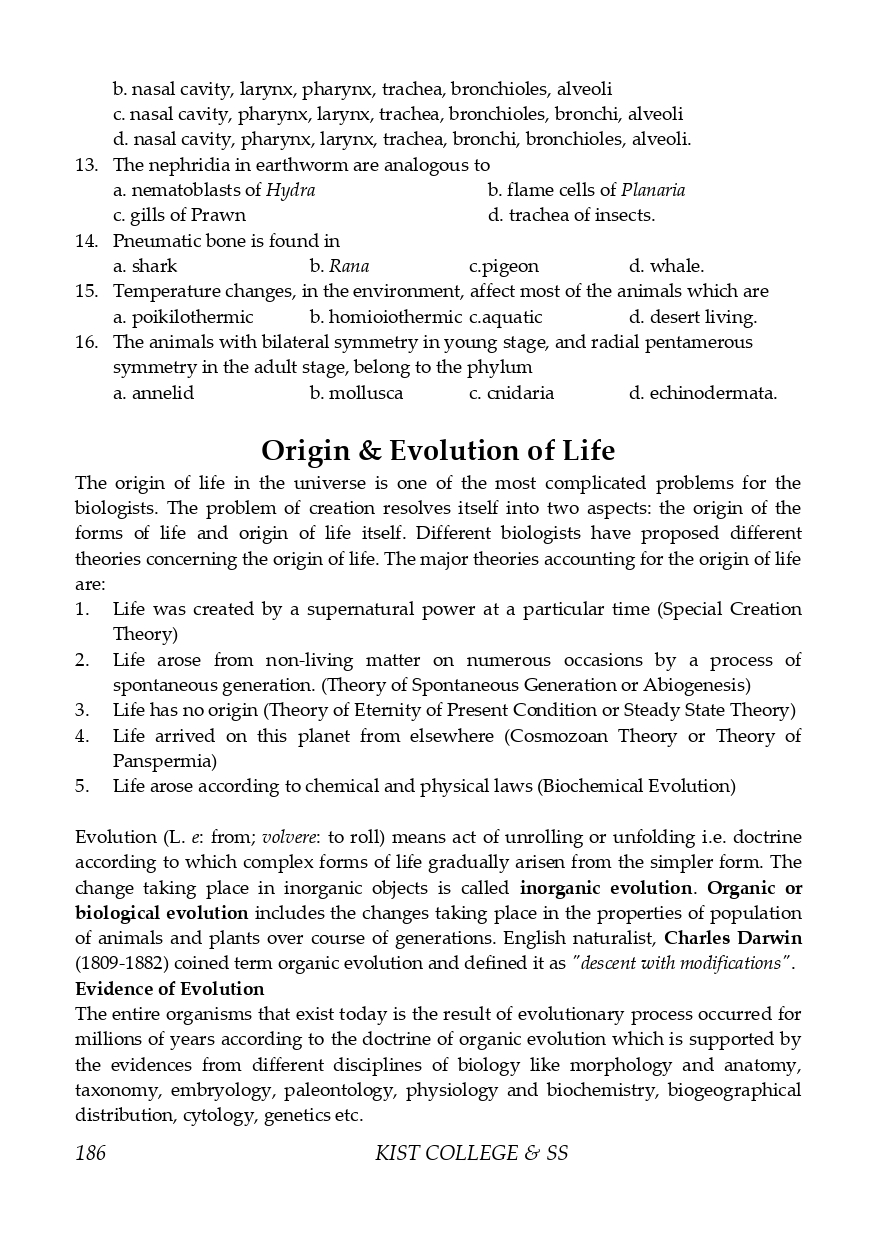 b. nasal cavity, larynx, pharynx, trachea, bronchioles, alveoli
c. nasal cavity, pharynx, larynx, trachea, bronchioles, bronchi, alveoli
d. nasal cavity, pharynx, larynx, trachea, bronchi, bronchioles, alveoli.
13. The nephridia in earthworm are analogous to
a. nematoblasts of Hydra b. flame cells of Planaria
c. gills of Prawn d. trachea of insects.
14. Pneumatic bone is found in
a. shark b. Rana c.pigeon d. whale.
15. Temperature changes, in the environment, affect most of the animals which are
a. poikilothermic b. homioiothermic c.aquatic d. desert living.
16. The animals with bilateral symmetry in young stage, and radial pentamerous
symmetry in the adult stage, belong to the phylum
a. annelid b. mollusca c. cnidaria d. echinodermata.
Origin & Evolution of Life
The origin of life in the universe is one of the most complicated problems for the
biologists. The problem of creation resolves itself into two aspects: the origin of the
forms of life and origin of life itself. Different biologists have proposed different
theories concerning the origin of life. The major theories accounting for the origin of life
are:
1. Life was created by a supernatural power at a particular time (Special Creation
Theory)
2. Life arose from non-living matter on numerous occasions by a process of
spontaneous generation. (Theory of Spontaneous Generation or Abiogenesis)
3. Life has no origin (Theory of Eternity of Present Condition or Steady State Theory)
4. Life arrived on this planet from elsewhere (Cosmozoan Theory or Theory of
Panspermia)
5. Life arose according to chemical and physical laws (Biochemical Evolution)
Evolution (L. e: from; volvere: to roll) means act of unrolling or unfolding i.e. doctrine
according to which complex forms of life gradually arisen from the simpler form. The
change taking place in inorganic objects is called inorganic evolution. Organic or
biological evolution includes the changes taking place in the properties of population
of animals and plants over course of generations. English naturalist, Charles Darwin
(1809-1882) coined term organic evolution and defined it as "descent with modifications".
Evidence of Evolution
The entire organisms that exist today is the result of evolutionary process occurred for
millions of years according to the doctrine of organic evolution which is supported by
the evidences from different disciplines of biology like morphology and anatomy,
taxonomy, embryology, paleontology, physiology and biochemistry, biogeographical
distribution, cytology, genetics etc.
186 KIST COLLEGE & SS